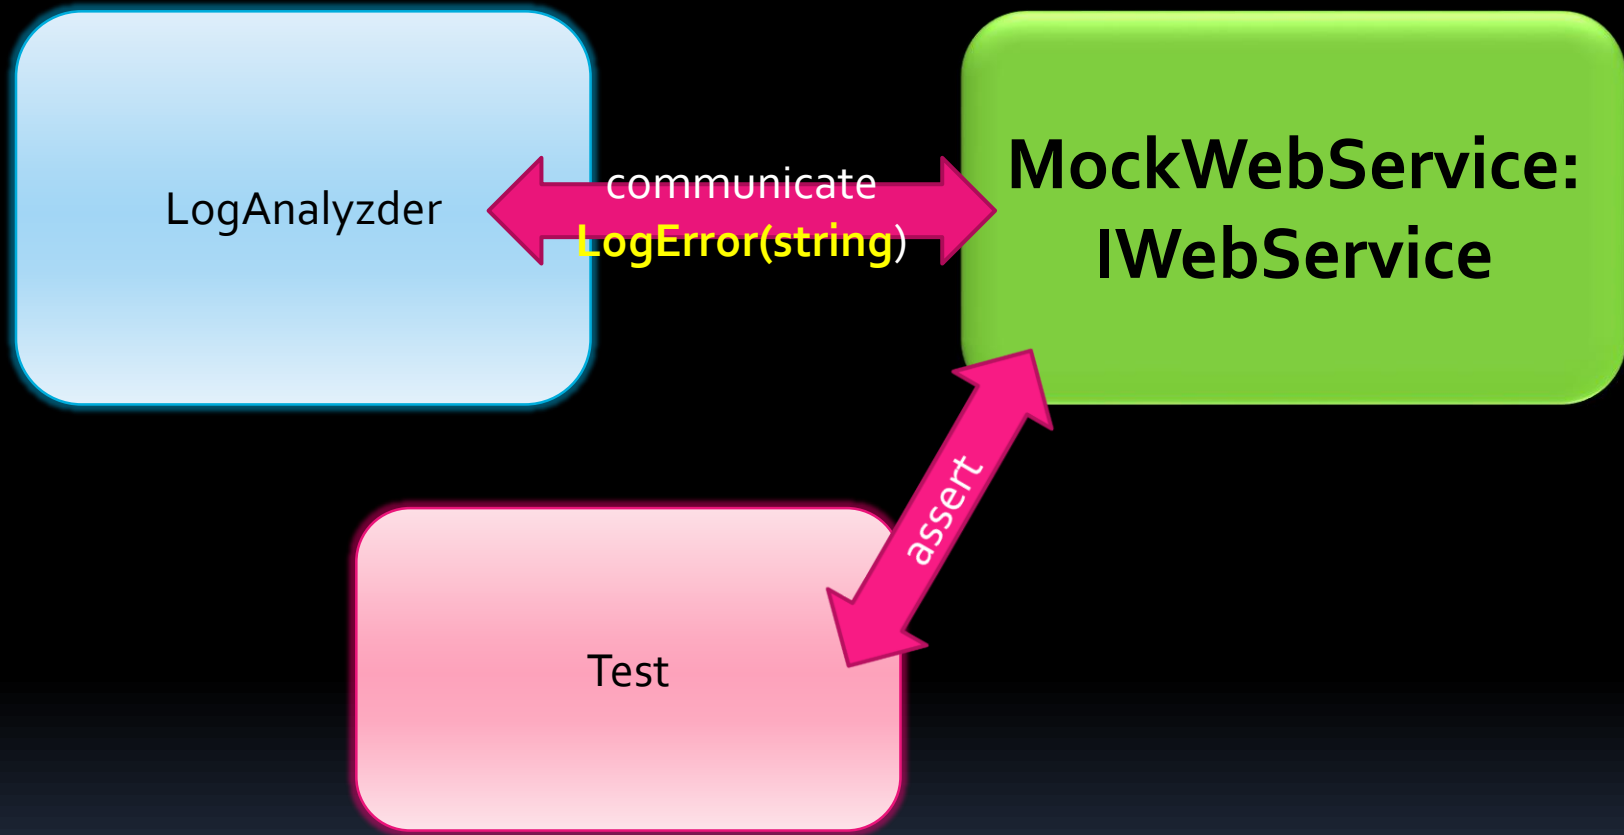 LogAnalyzder
communicate
LogError(string)
MockWebService:
IWebService
assert
Test